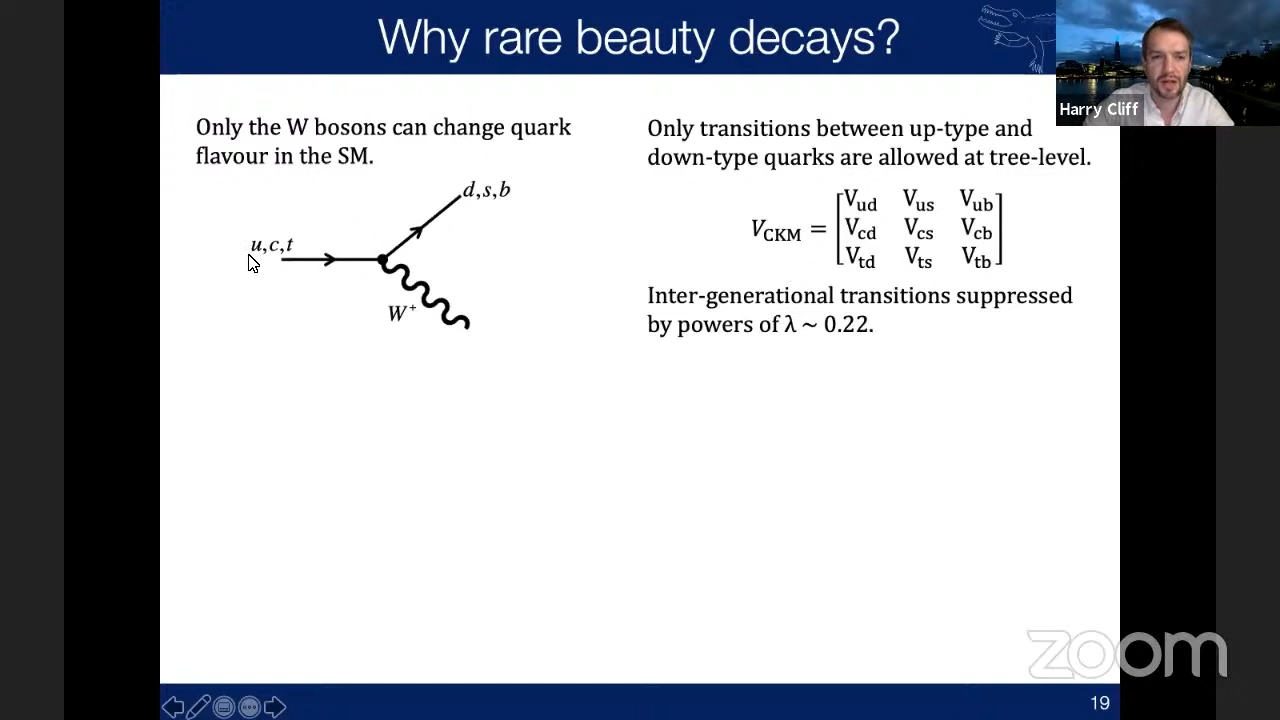 Why rare beauty decays?
Harry Cliff
Only the W bosons can change quark
flavour in the SM.
d,s,b
u,c,t
W⁺
Only transitions between up-type and
down-type quarks are allowed at tree-level.
V_CKM = [V_ud V_us V_ub
V_cd V_cs V_cb
V_td V_ts V_tb]
Inter-generational transitions suppressed
by powers of λ ~ 0.22.
zoom
19